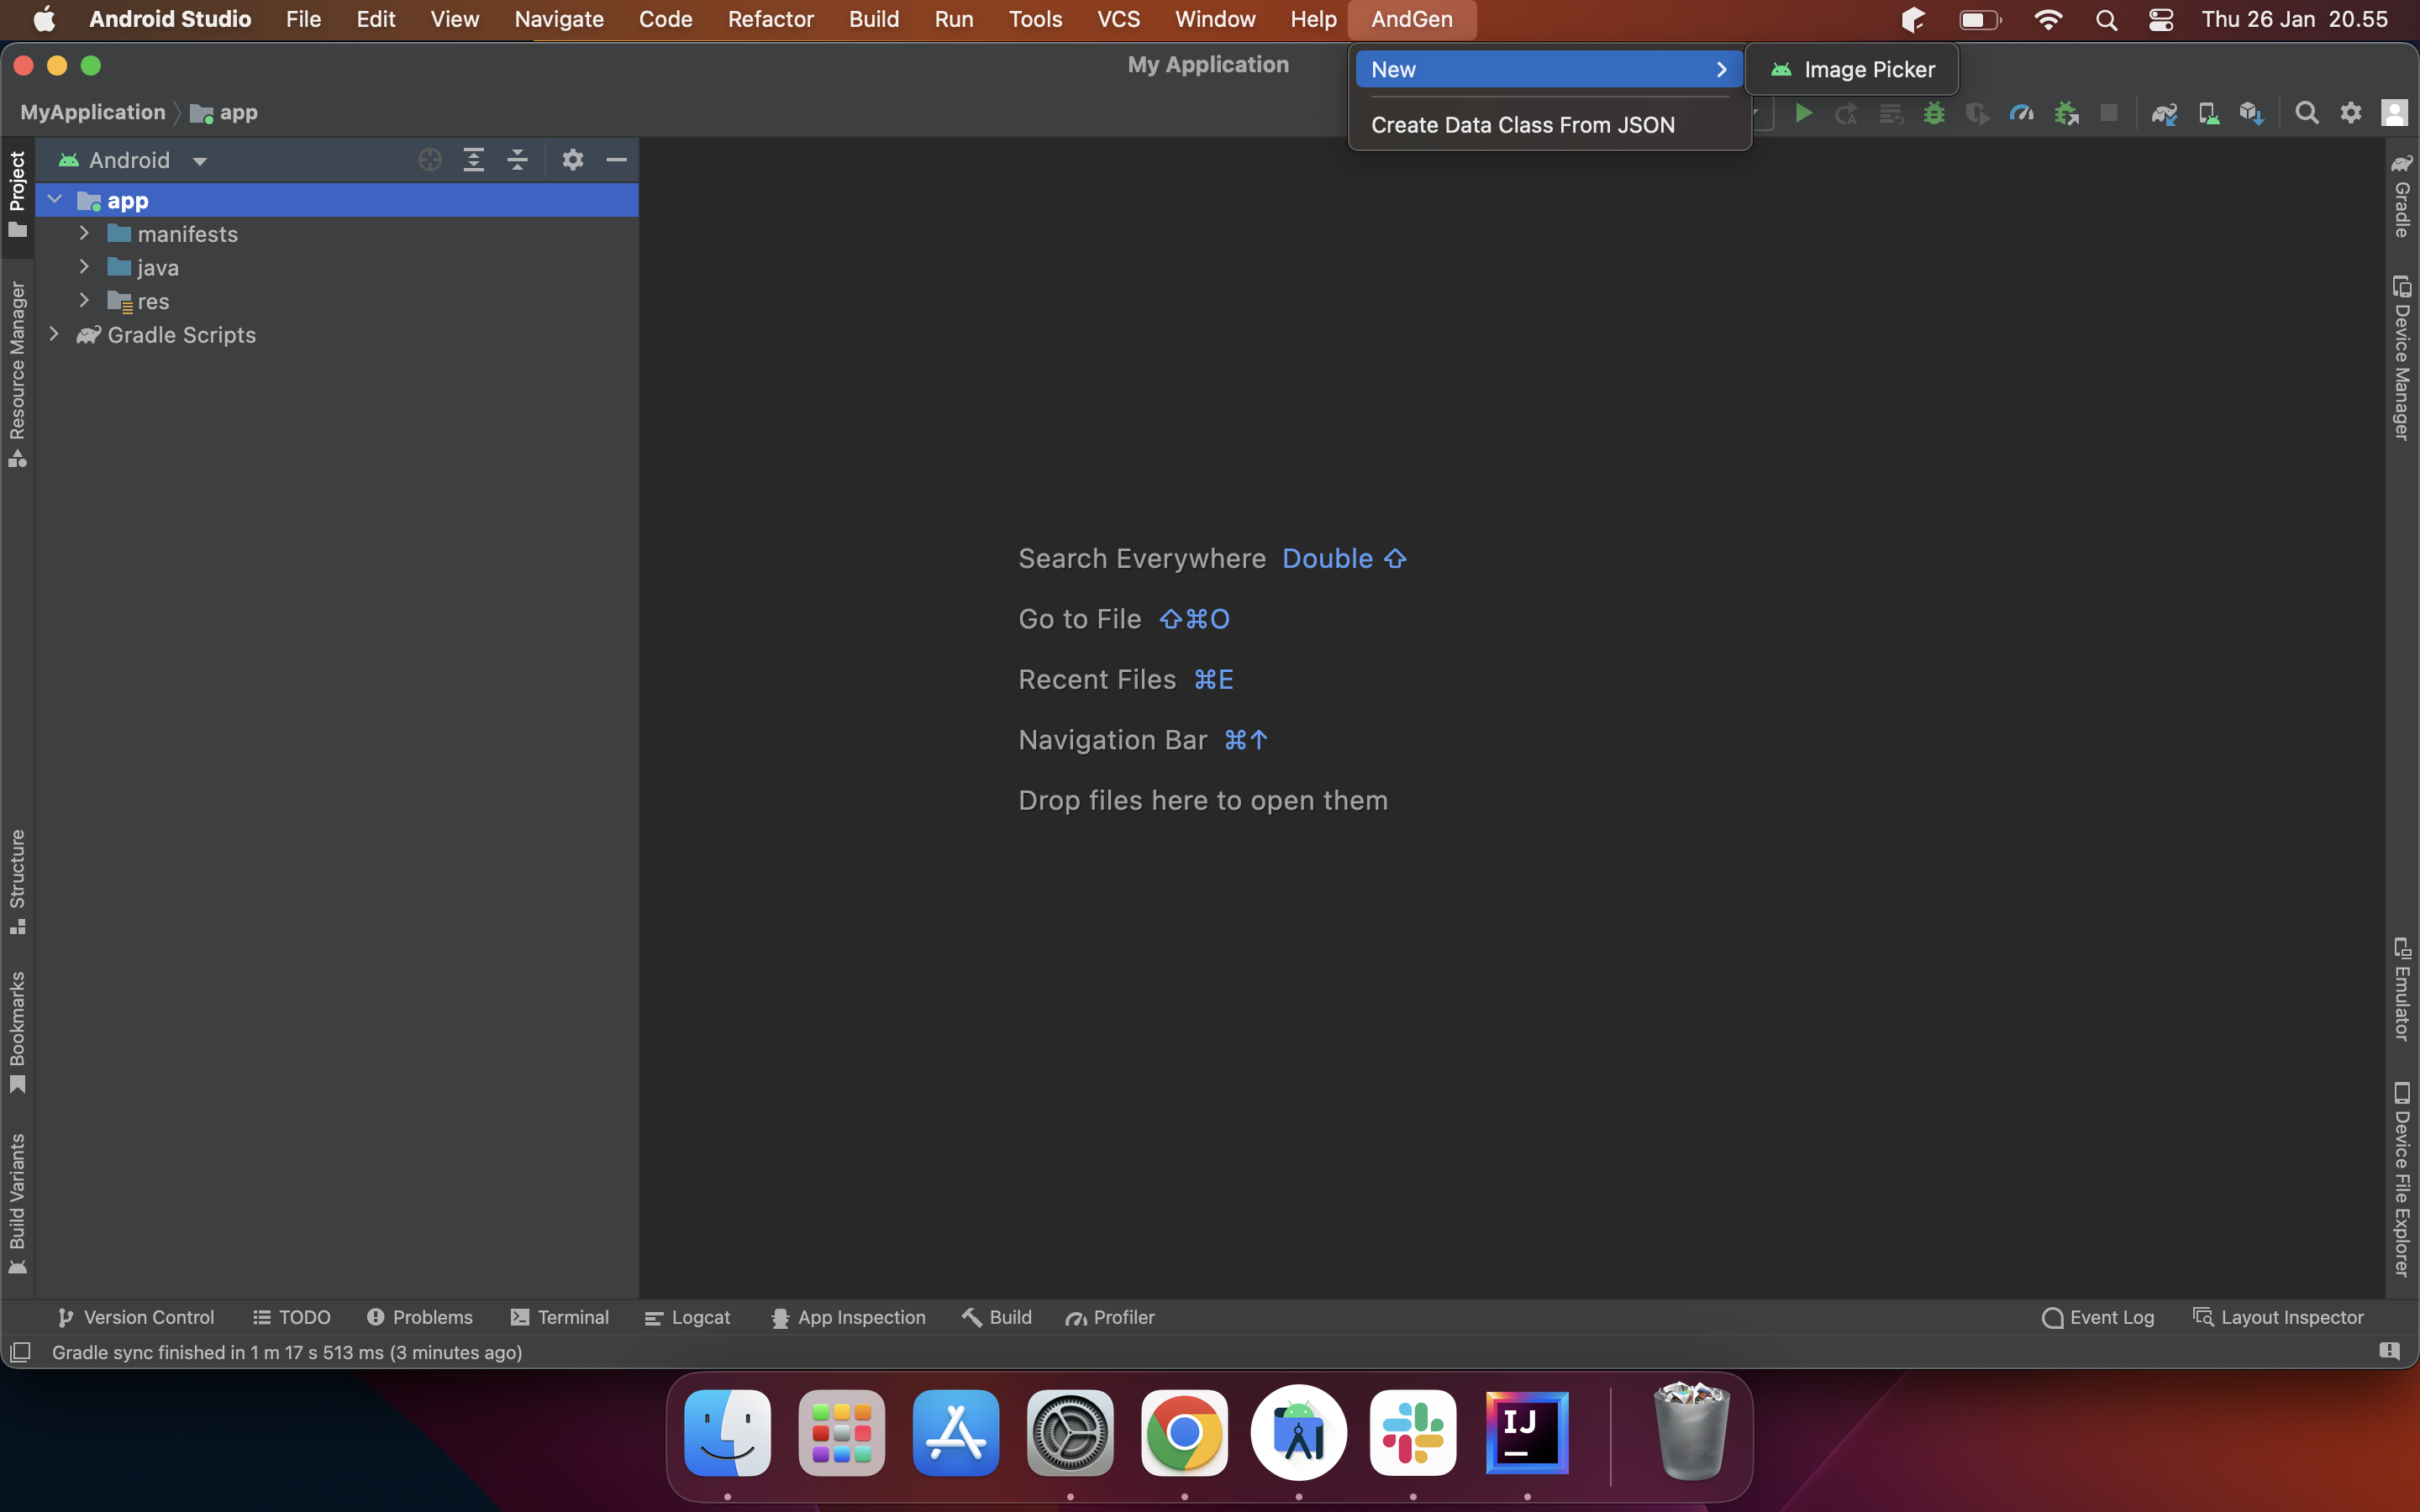 Android Studio File Edit View Navigate Code Refactor Build Run Tools VCS Window Help AndGen Thu 26 Jan 20.55
My Application
New Image Picker
Create Data Class From JSON
MyApplication app
Project
Android
app
manifests
java
res
Gradle Scripts
Resource Manager
Structure
Bookmarks
Build Variants
Search Everywhere Double ⇧
Go to File ⇧⌘O
Recent Files ⌘E
Navigation Bar ⌘↑
Drop files here to open them
Gradle
Device Manager
Emulator
Device File Explorer
Version Control TODO Problems Terminal Logcat App Inspection Build Profiler Event Log Layout Inspector
Gradle sync finished in 1 m 17 s 513 ms (3 minutes ago)
IJ